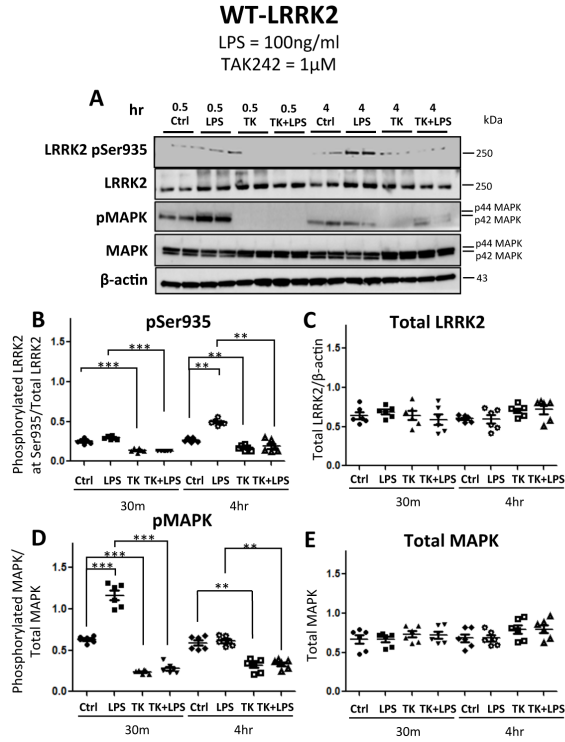 WT-LRRK2
LPS = 100ng/ml
TAK242 = 1μM
A
hr 0.5 0.5 0.5 0.5 4 4 4 4
Ctrl LPS TK TK+LPS Ctrl LPS TK TK+LPS kDa
LRRK2 pSer935 250
LRRK2 250
pMAPK p44 MAPK
p42 MAPK
MAPK p44 MAPK
p42 MAPK
β-actin 43
B pSer935
Phosphorylated LRRK2
at Ser935/Total LRRK2
1.5
1.0
0.5
0.0
*** *** ** ** **
Ctrl LPS TK TK+LPS Ctrl LPS TK TK+LPS
30m 4hr
C Total LRRK2
Total LRRK2/β-actin
1.5
1.0
0.5
0.0
Ctrl LPS TK TK+LPS Ctrl LPS TK TK+LPS
30m 4hr
D pMAPK
Phosphorylated MAPK/
Total MAPK
1.5
1.0
0.5
0.0
*** *** *** ** **
Ctrl LPS TK TK+LPS Ctrl LPS TK TK+LPS
30m 4hr
E Total MAPK
Total MAPK
1.5
1.0
0.5
0.0
Ctrl LPS TK TK+LPS Ctrl LPS TK TK+LPS
30m 4hr